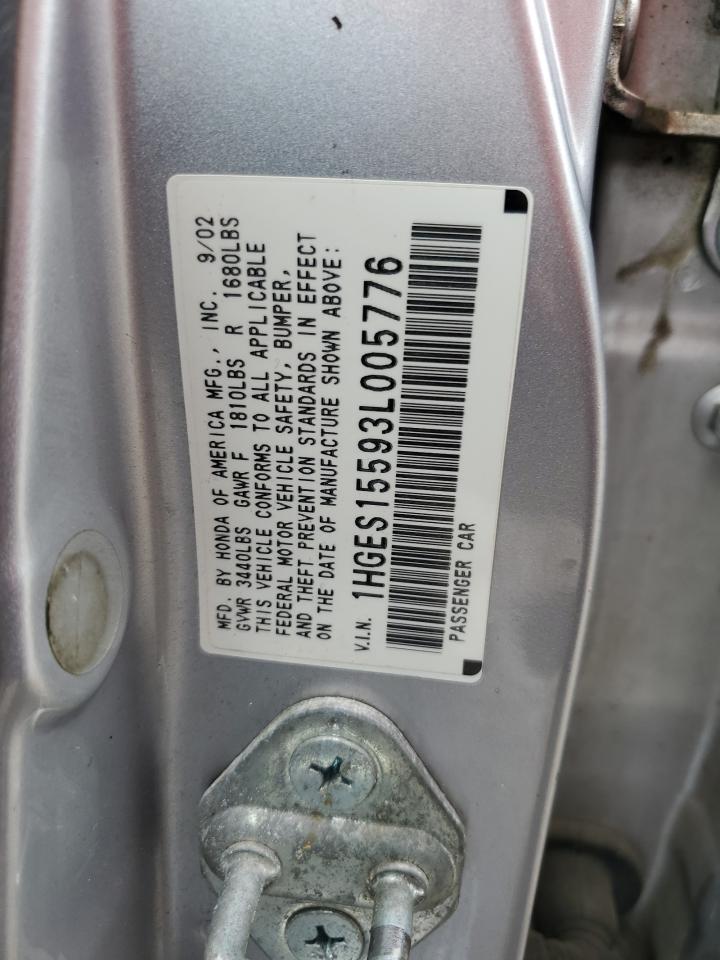 MFD. BY HONDA OF AMERICA MFG., INC. 9/02
GVWR 3440LBS GAWR F 1810LBS R 1680LBS
THIS VEHICLE CONFORMS TO ALL APPLICABLE
FEDERAL MOTOR VEHICLE SAFETY, BUMPER,
AND THEFT PREVENTION STANDARDS IN EFFECT
ON THE DATE OF MANUFACTURE SHOWN ABOVE:
V.I.N. 1HGES15593L005776
PASSENGER CAR